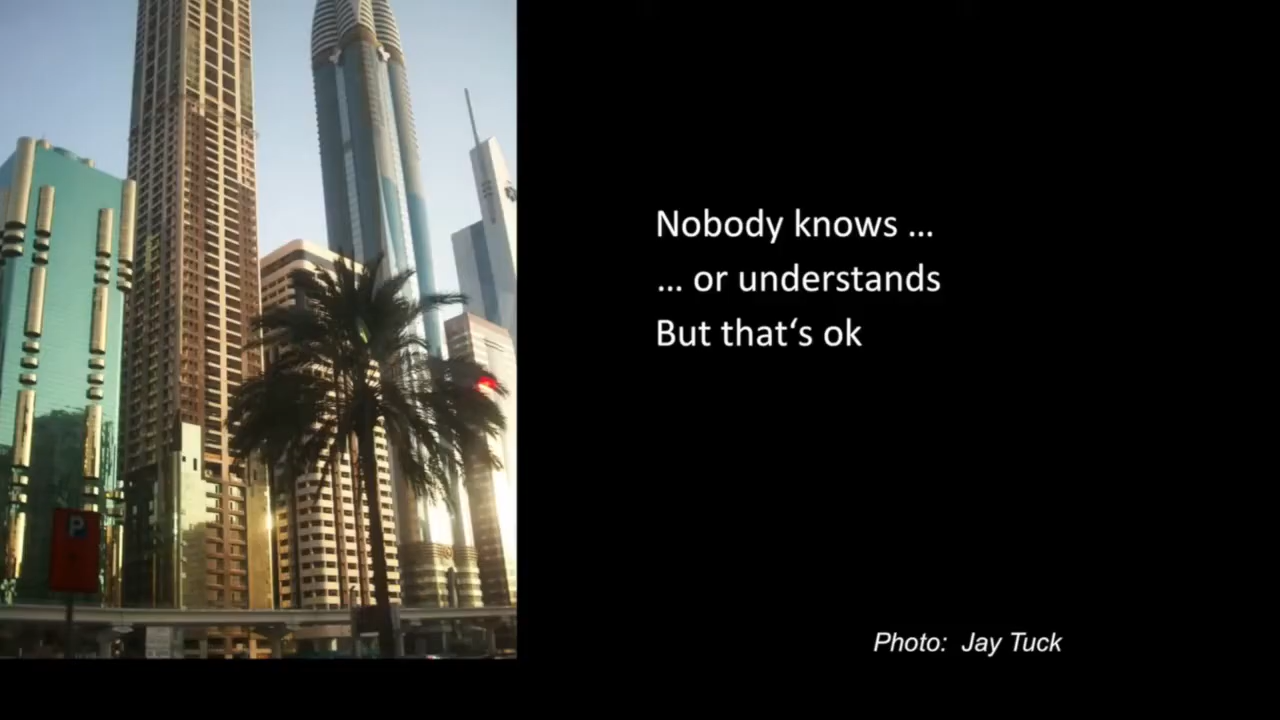 Nobody knows ...
... or understands
But that‘s ok
P
Photo: Jay Tuck